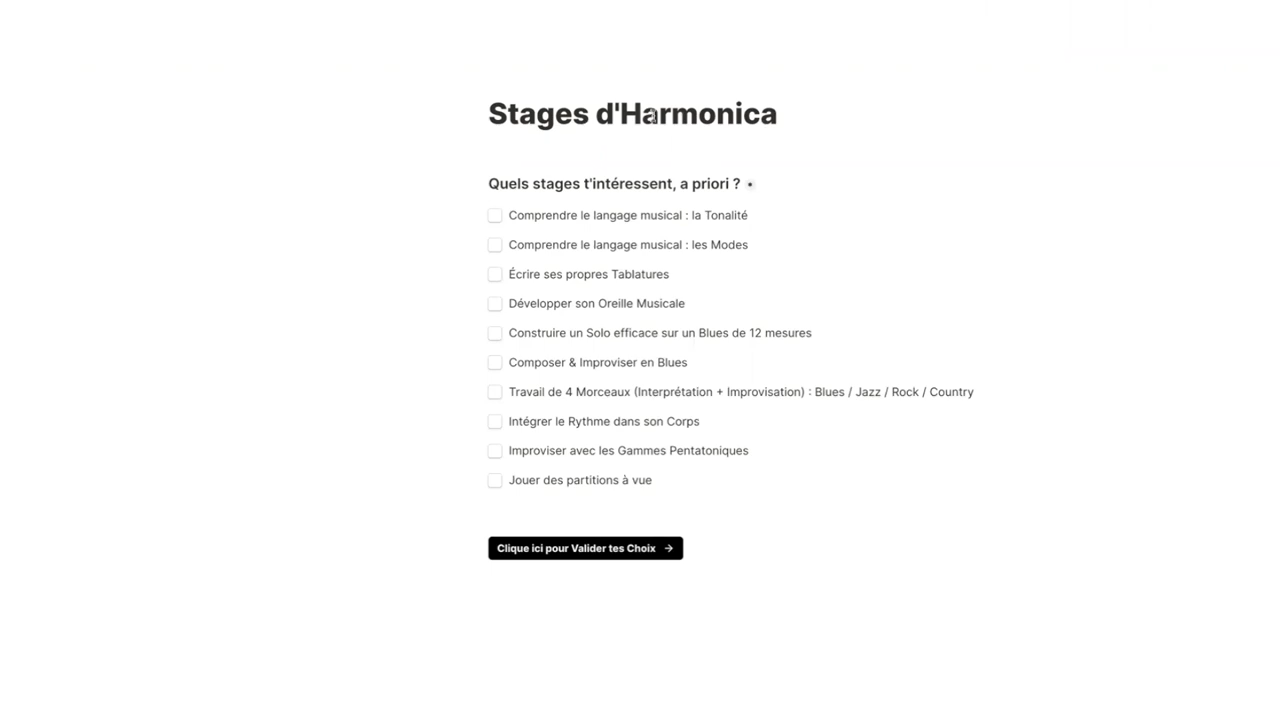 Stages d'Harmonica
Quels stages t'intéressent, a priori ?
Comprendre le langage musical : la Tonalité
Comprendre le langage musical : les Modes
Écrire ses propres Tablatures
Développer son Oreille Musicale
Construire un Solo efficace sur un Blues de 12 mesures
Composer & Improviser en Blues
Travail de 4 Morceaux (Interprétation + Improvisation) : Blues / Jazz / Rock / Country
Intégrer le Rythme dans son Corps
Improviser avec les Gammes Pentatoniques
Jouer des partitions à vue
Clique ici pour Valider tes Choix →